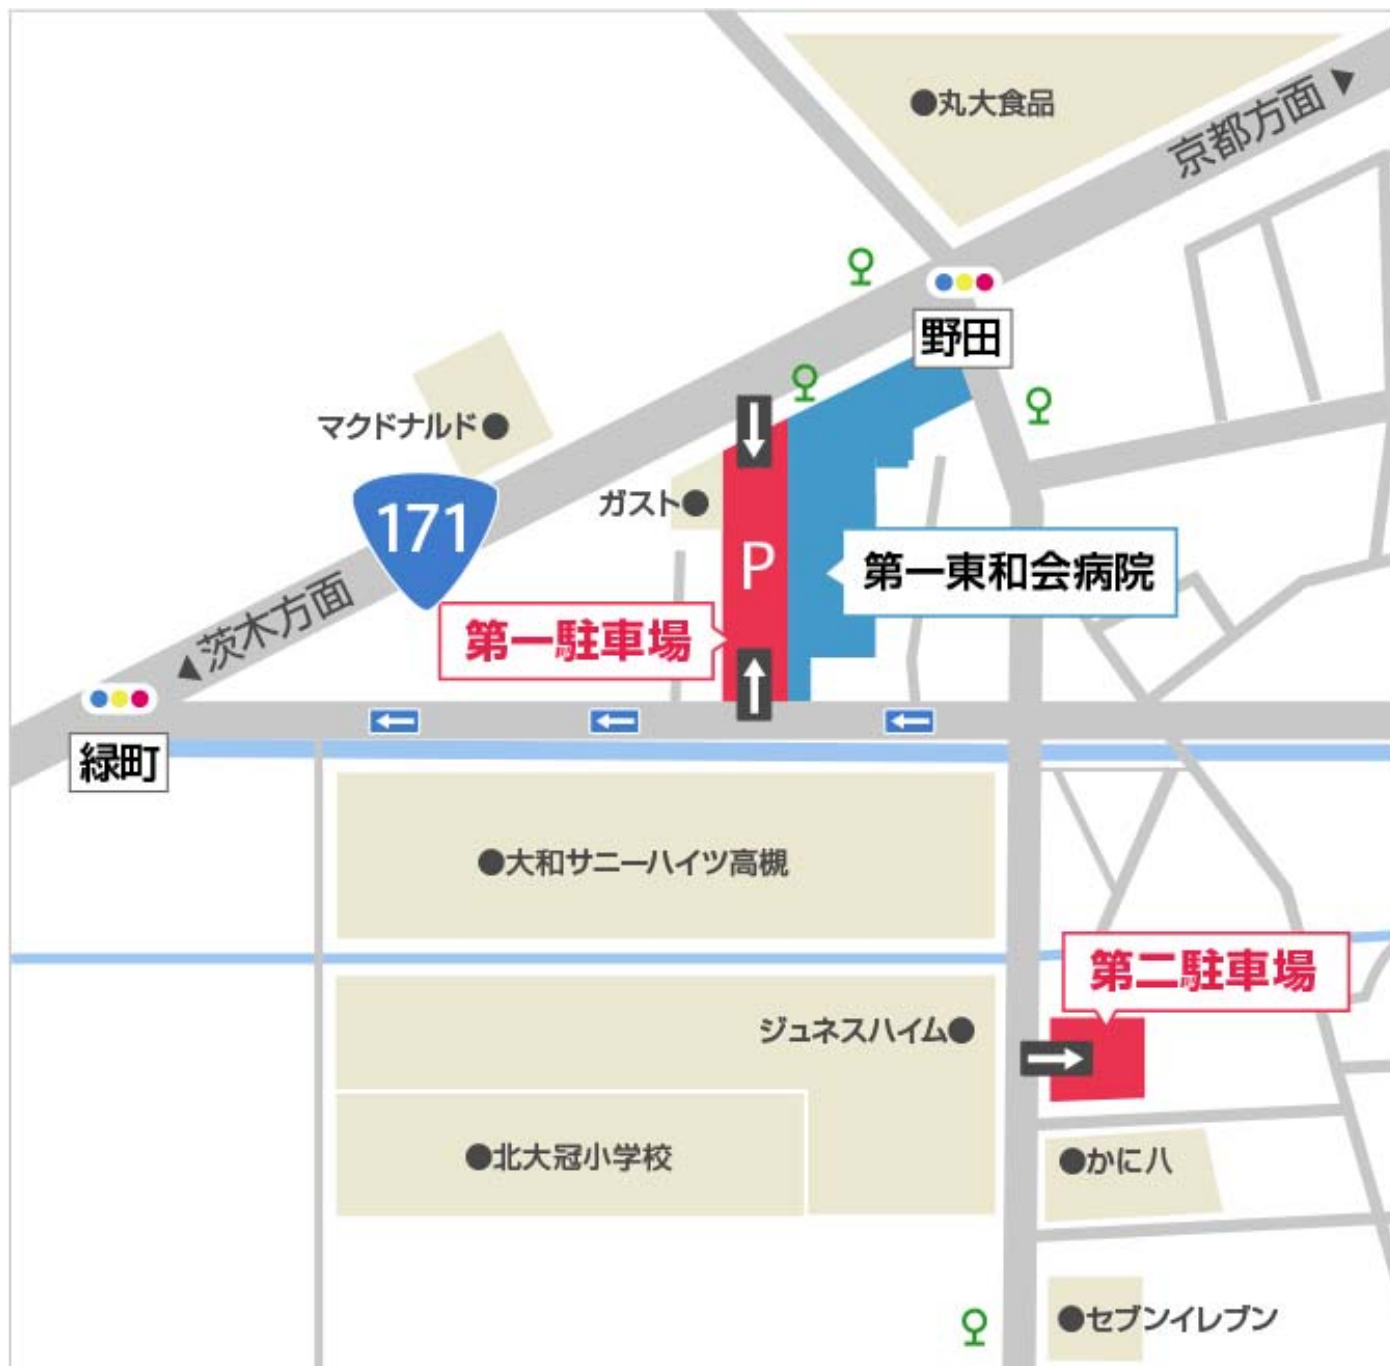 ●丸大食品
京都方面▶
野田
マクドナルド●
171
ガスト●
P
第一東和会病院
第一駐車場
◀茨木方面
緑町
●大和サニーハイツ高槻
第二駐車場
ジュネスハイム●
●北大冠小学校
●かに八
●セブンイレブン